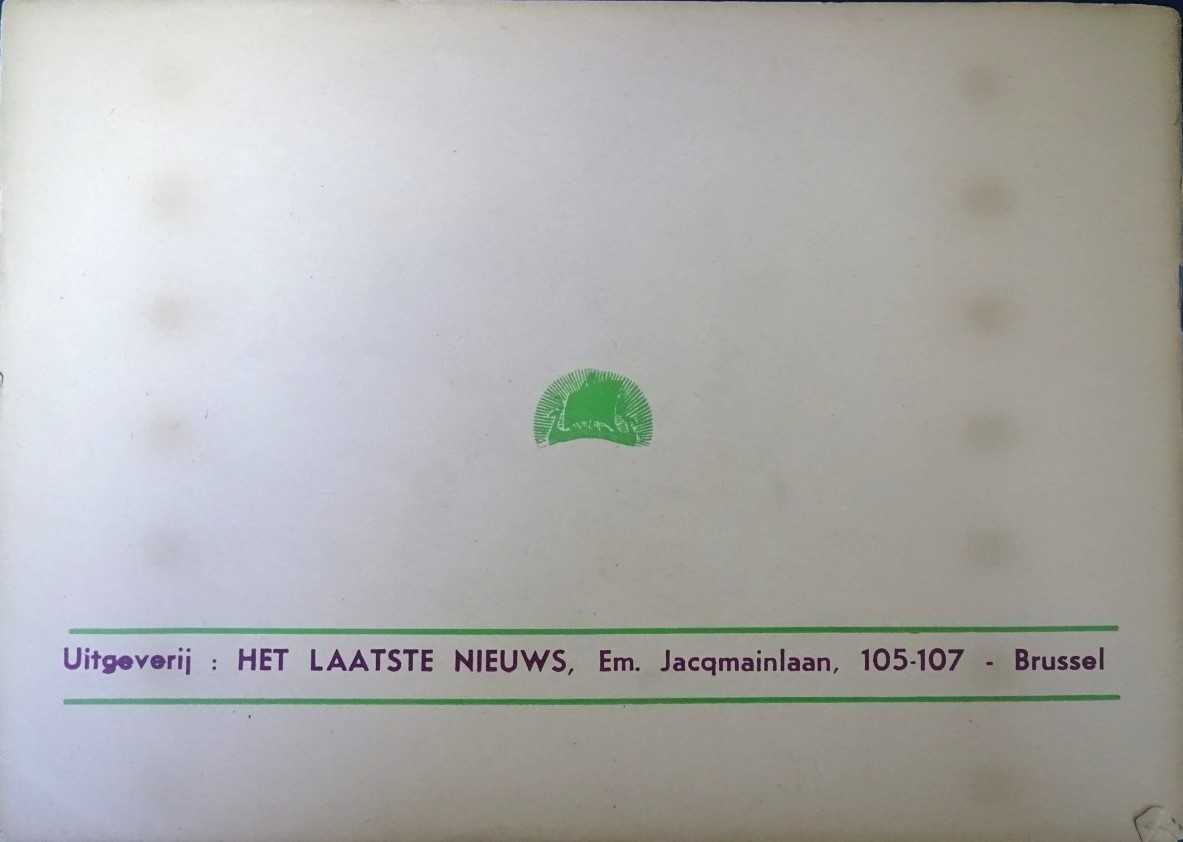 Uitgeverij : HET LAATSTE NIEUWS, Em. Jacqmainlaan, 105-107 - Brussel